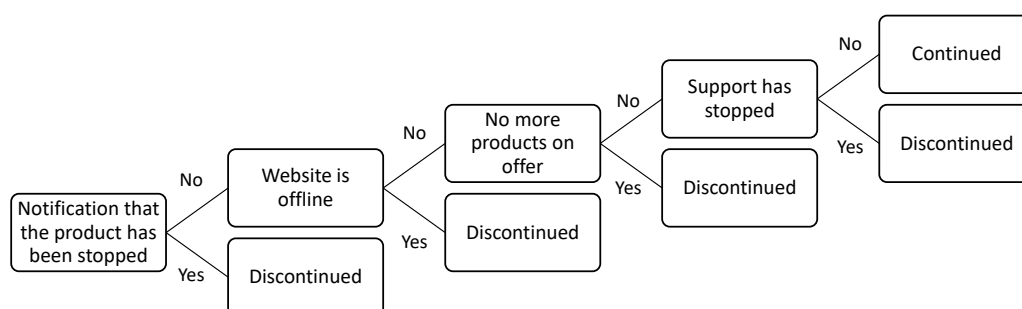 Notification that
the product has
been stopped
No
Yes
Website is
offline
Discontinued
No
Yes
No more
products on
offer
Discontinued
No
Yes
Support has
stopped
Discontinued
No
Yes
Continued
Discontinued